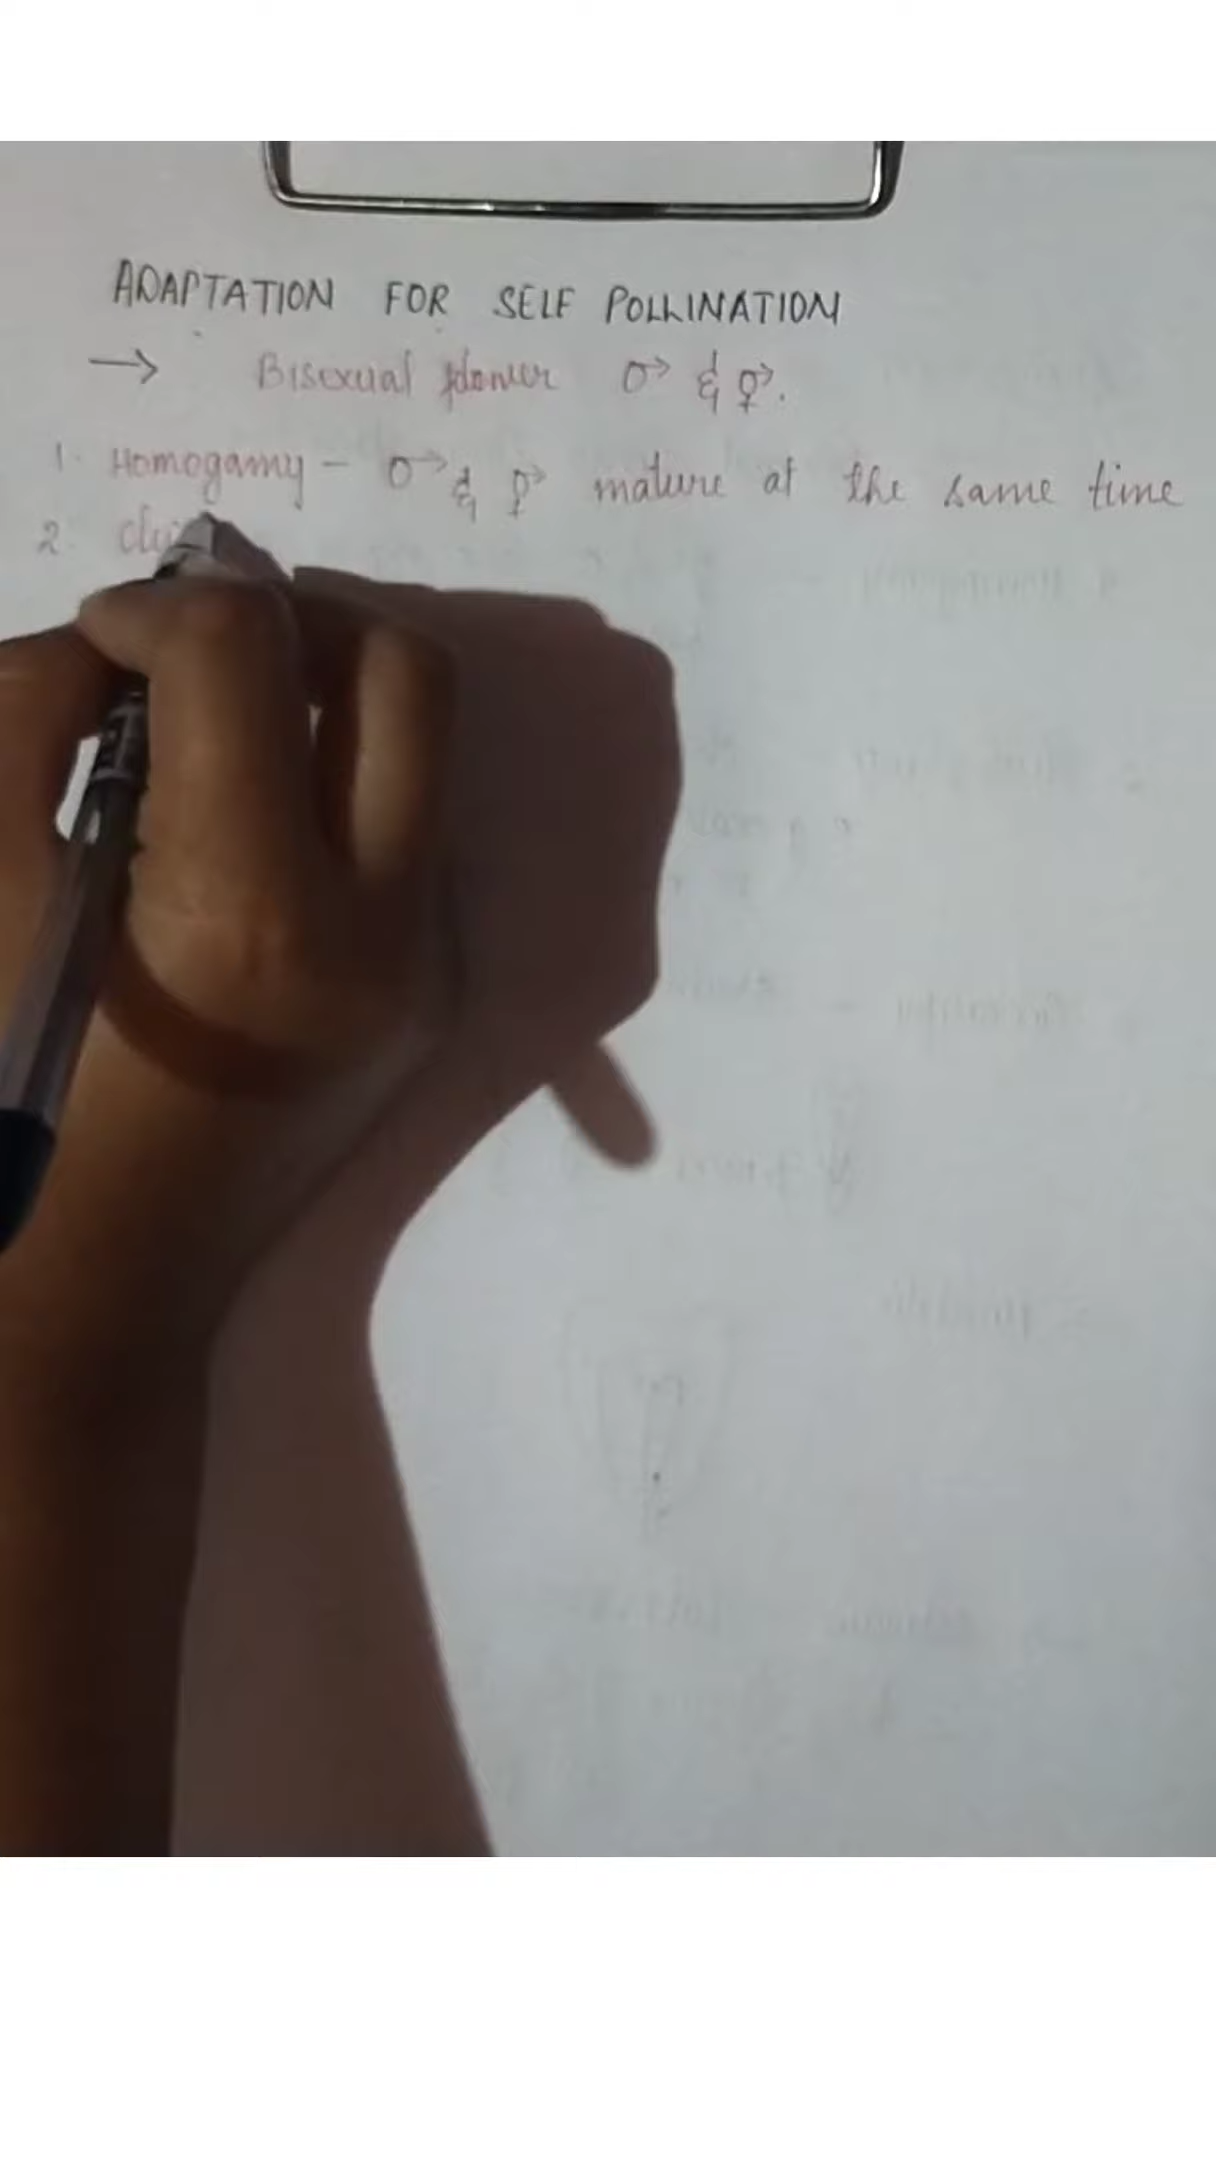 ADAPTATION FOR SELF POLLINATION
→ Bisexual flower ♂ & ⚥.
1. Homogamy - ♂ & ⚥ mature at the same time
2.